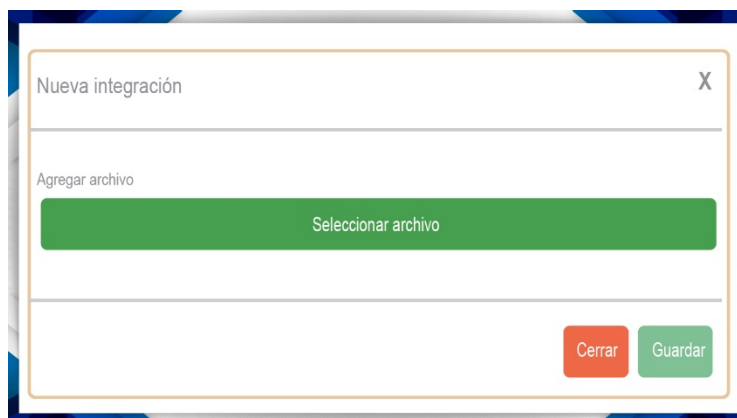 Nueva integración
X
Agregar archivo
Seleccionar archivo
Cerrar
Guardar